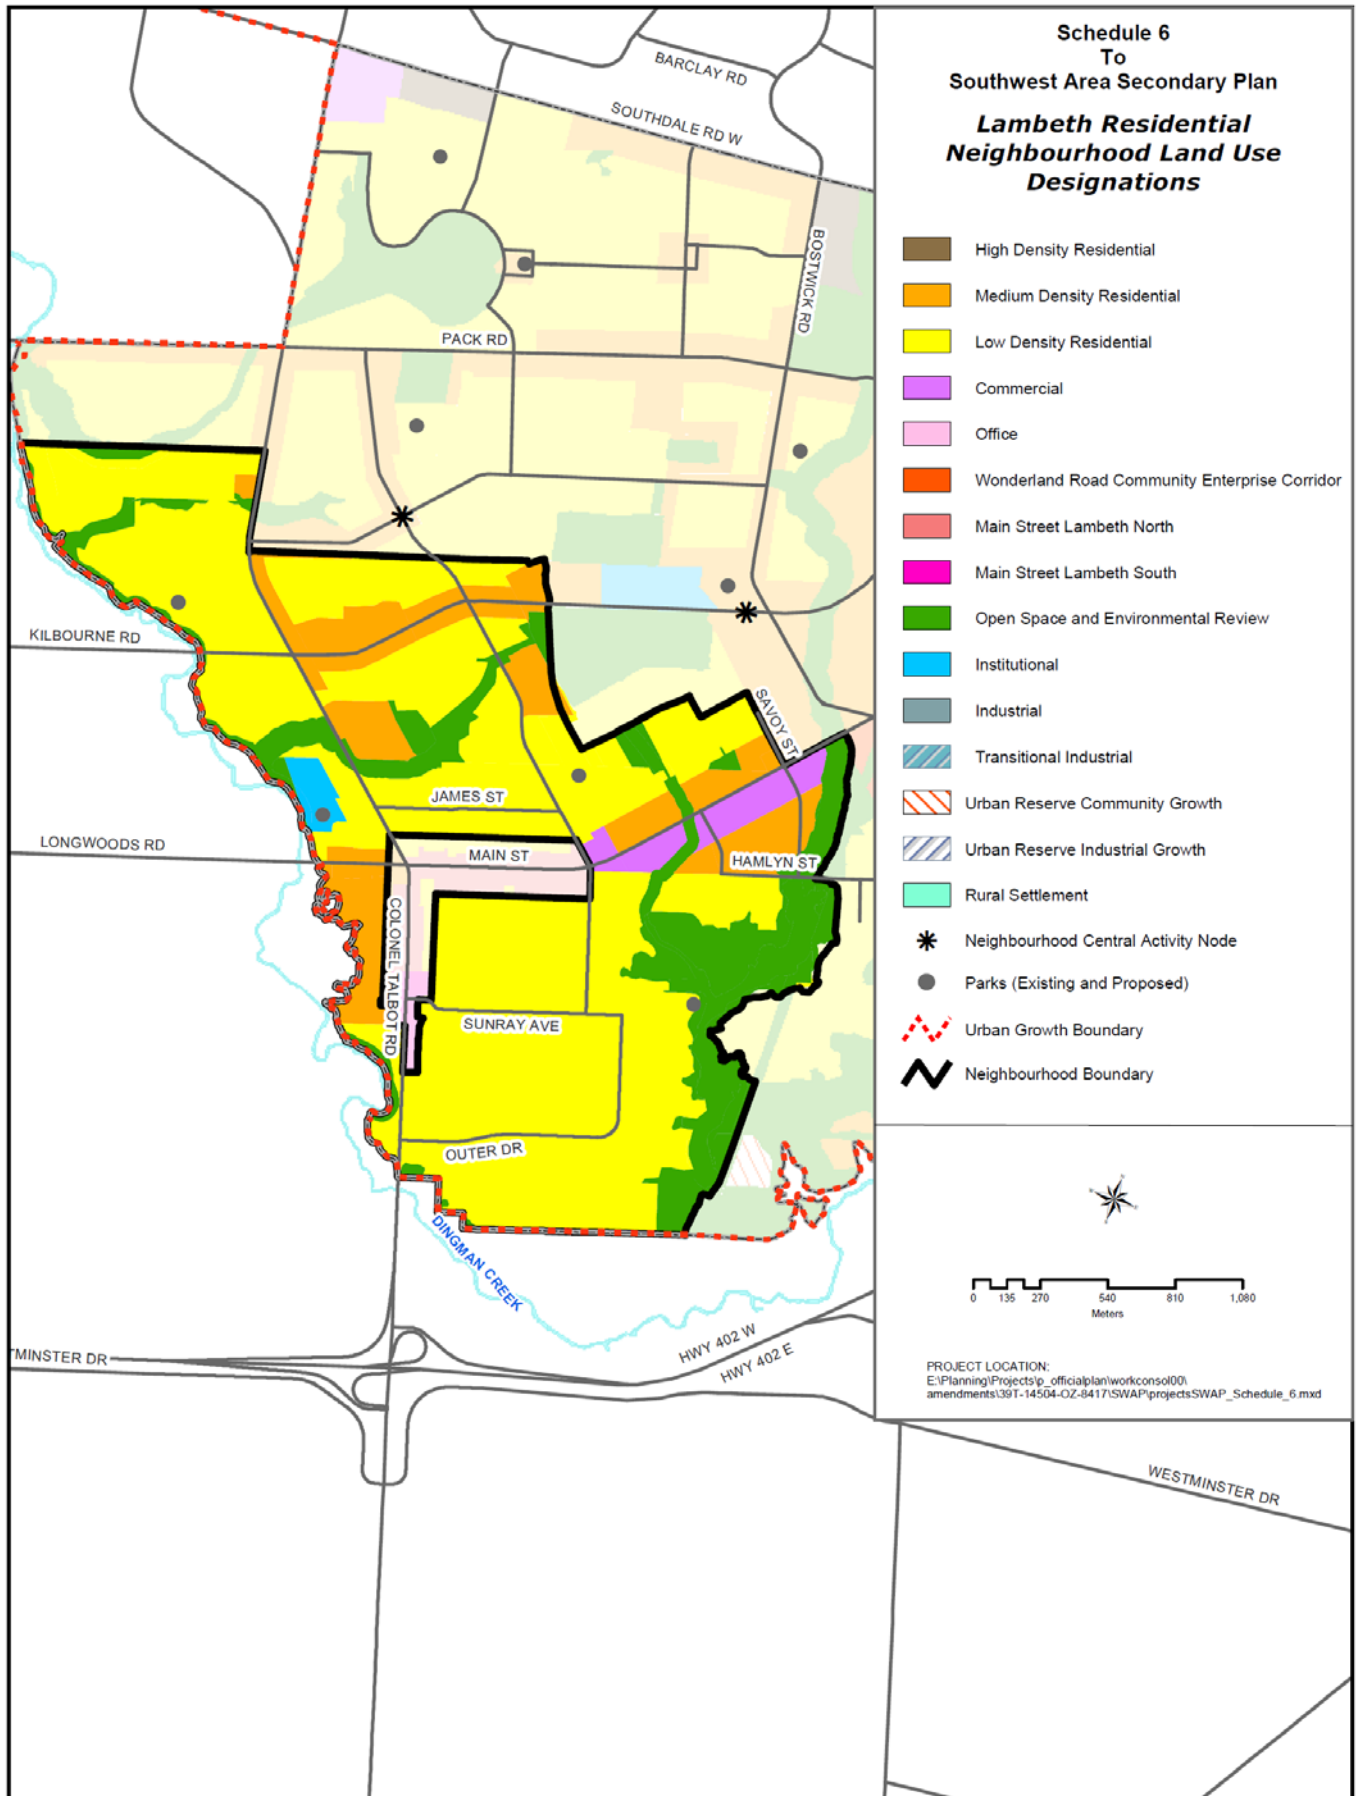 Schedule 6
To
Southwest Area Secondary Plan
Lambeth Residential
Neighbourhood Land Use
Designations
High Density Residential
Medium Density Residential
Low Density Residential
Commercial
Office
Wonderland Road Community Enterprise Corridor
Main Street Lambeth North
Main Street Lambeth South
Open Space and Environmental Review
Institutional
Industrial
Transitional Industrial
Urban Reserve Community Growth
Urban Reserve Industrial Growth
Rural Settlement
Neighbourhood Central Activity Node
Parks (Existing and Proposed)
Urban Growth Boundary
Neighbourhood Boundary
0 135 270 540 810 1,080
Meters
PROJECT LOCATION:
E:\Planning\Projects\p_officialplan\workconsol00\
amendments\39T-14504-OZ-8417\SWAP\projectsSWAP_Schedule_6.mxd
BARCLAY RD
SOUTHDALE RD W
BOSTWICK RD
PACK RD
KILBOURNE RD
SAVOY ST
JAMES ST
LONGWOODS RD
MAIN ST
HAMLYN ST
COLONEL TALBOT RD
SUNRAY AVE
OUTER DR
DINGMAN CREEK
HWY 402 W
HWY 402 E
TMINSTER DR
WESTMINSTER DR